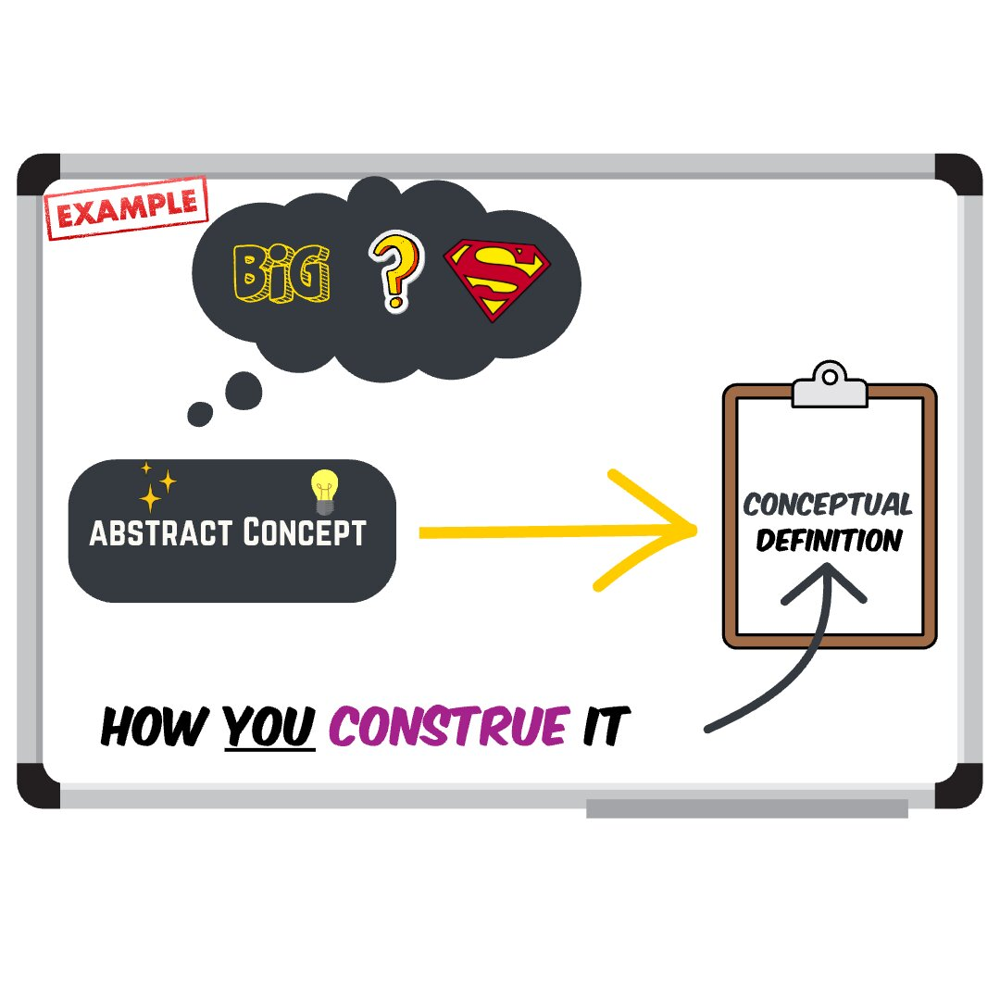 EXAMPLE
BiG ? S
ABSTRACT CONCEPT
CONCEPTUAL
DEFINITION
HOW YOU CONSTRUE IT